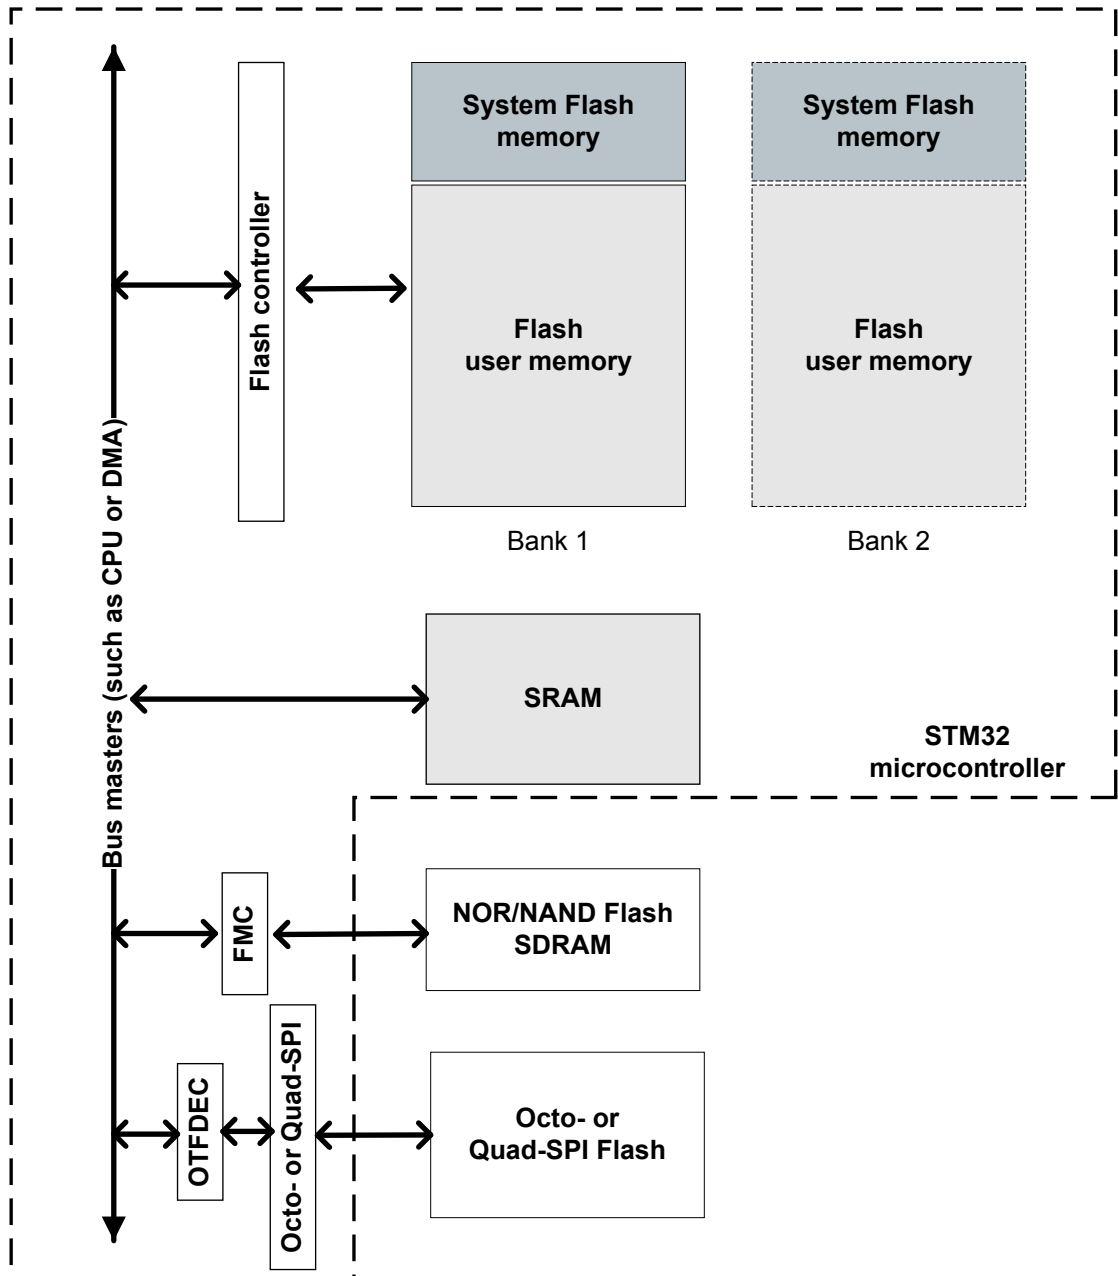 System Flash
memory
System Flash
memory
Flash controller
Flash
user memory
Flash
user memory
Bank 1
Bank 2
Bus masters (such as CPU or DMA)
SRAM
STM32
microcontroller
FMC
NOR/NAND Flash
SDRAM
OTFDEC
Octo- or Quad-SPI
Octo- or
Quad-SPI Flash